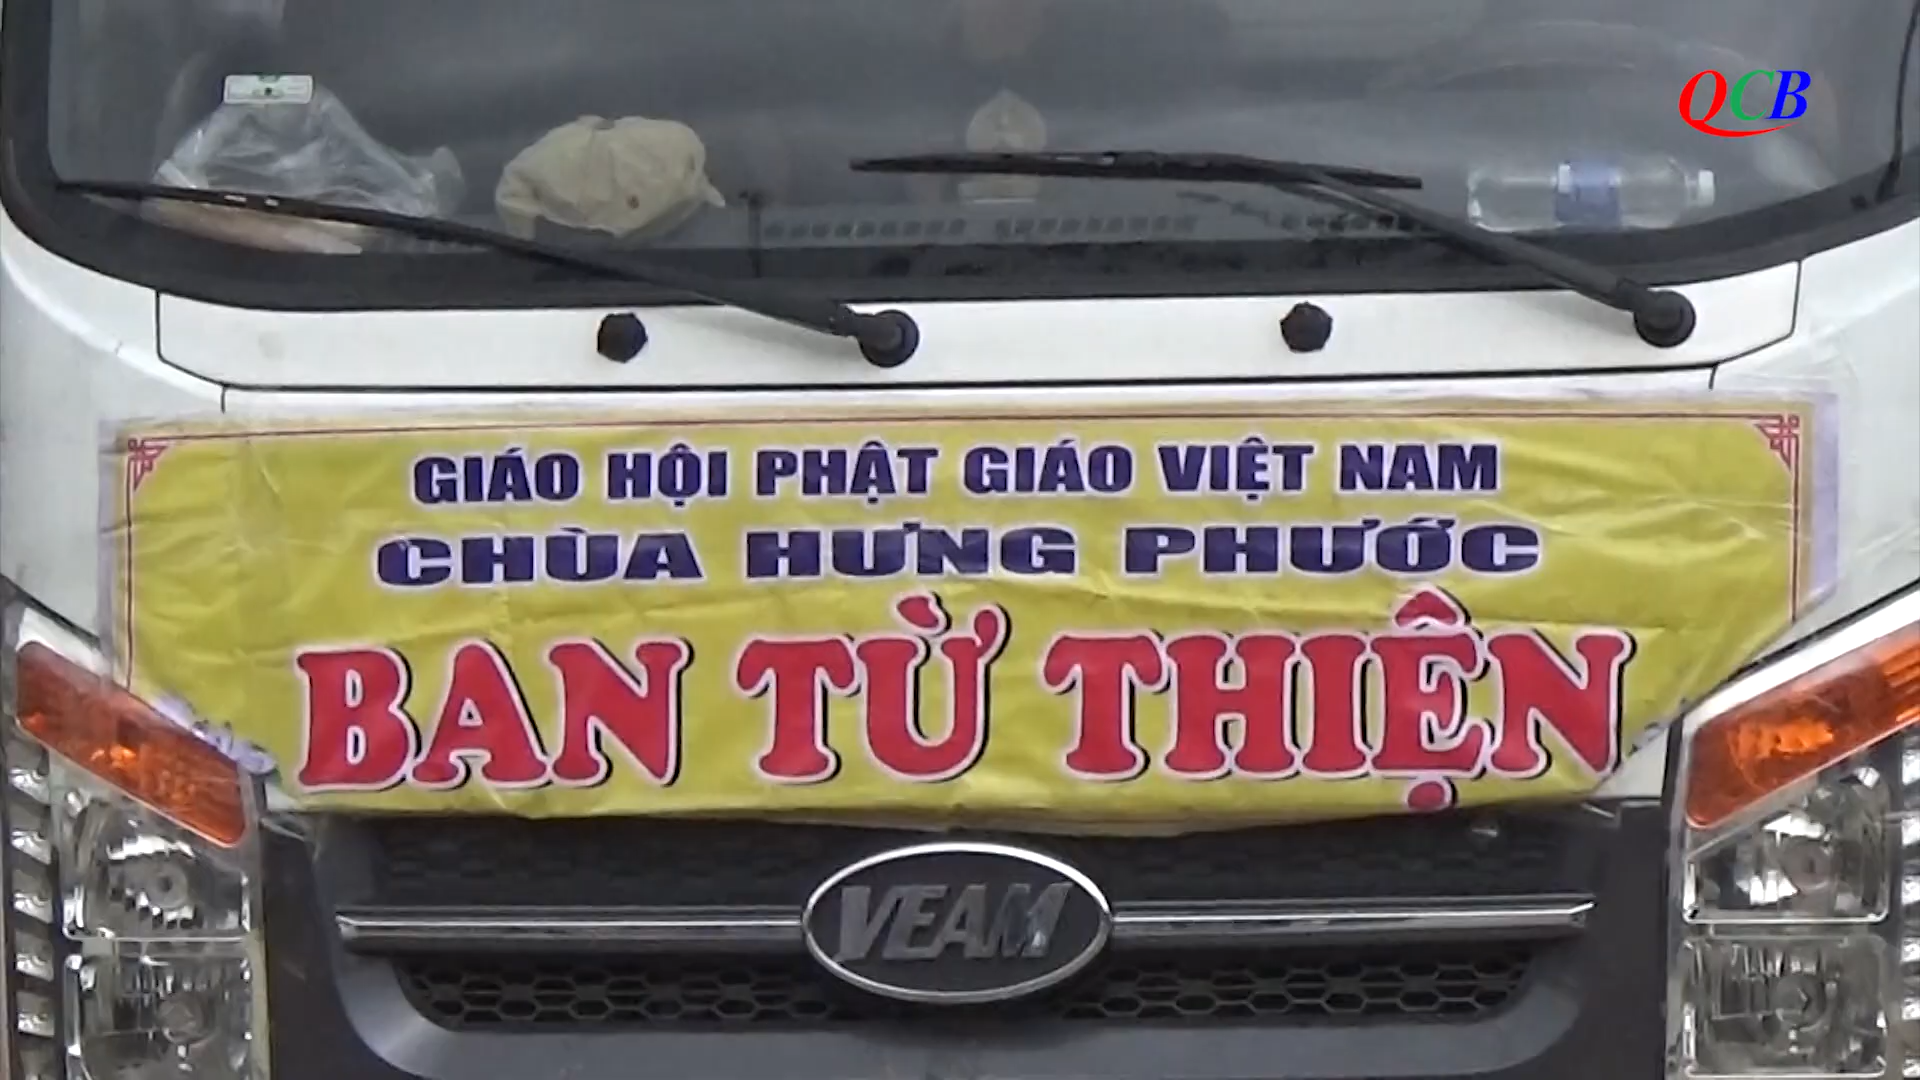 QCB
GIÁO HỘI PHẬT GIÁO VIỆT NAM
CHÙA HƯNG PHƯỚC
BAN TỪ THIỆN
VEAM